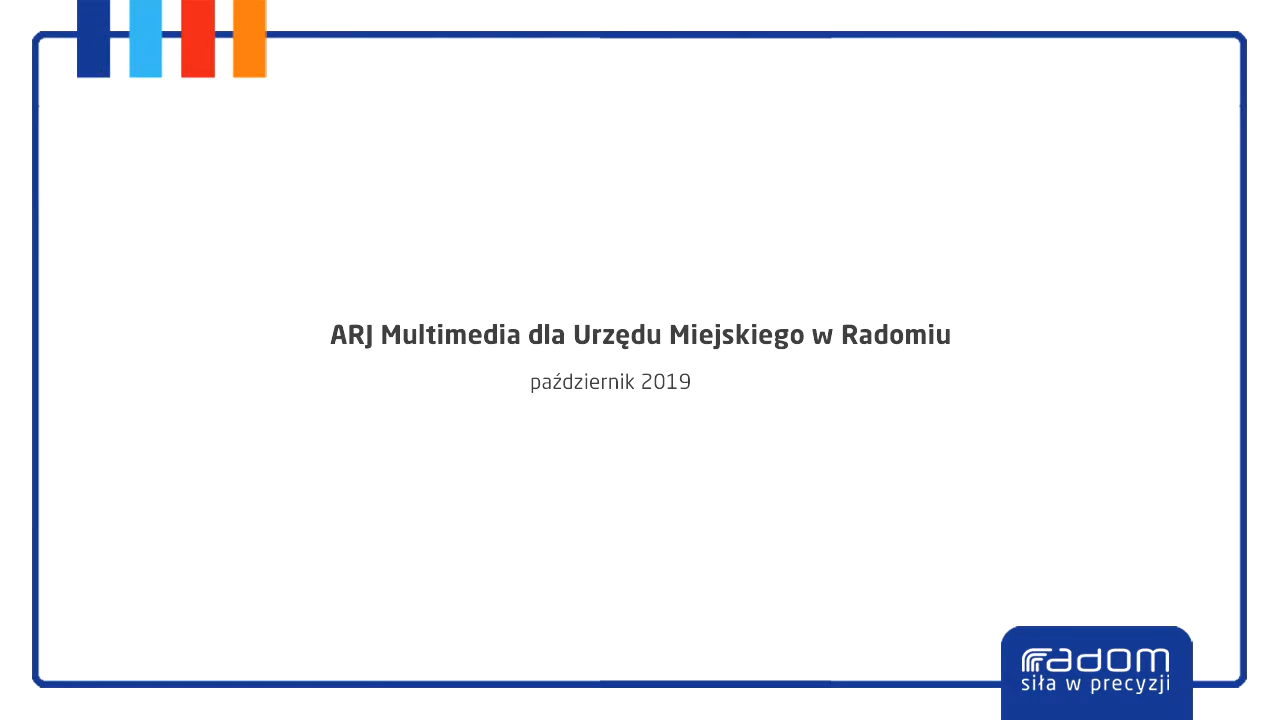 ARJ Multimedia dla Urzędu Miejskiego w Radomiu
październik 2019
radom
siła w precyzji